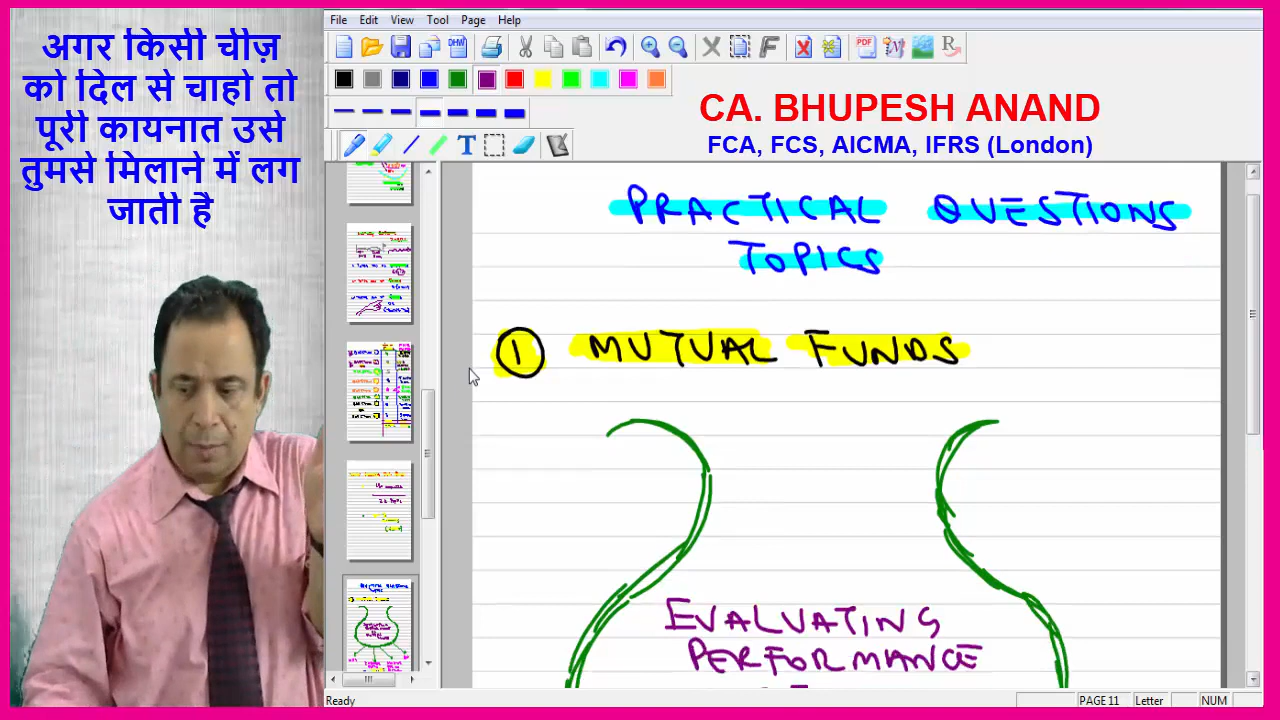 अगर किसी चीज़
को दिल से चाहो तो
पूरी कायनात उसे
तुमसे मिलाने में लग
जाती है
File Edit View Tool Page Help
CA. BHUPESH ANAND
FCA, FCS, AICMA, IFRS (London)
PRACTICAL QUESTIONS
TOPICS
① MUTUAL FUNDS
EVALUATING
PERFORMANCE
Ready
PAGE 11 Letter NUM